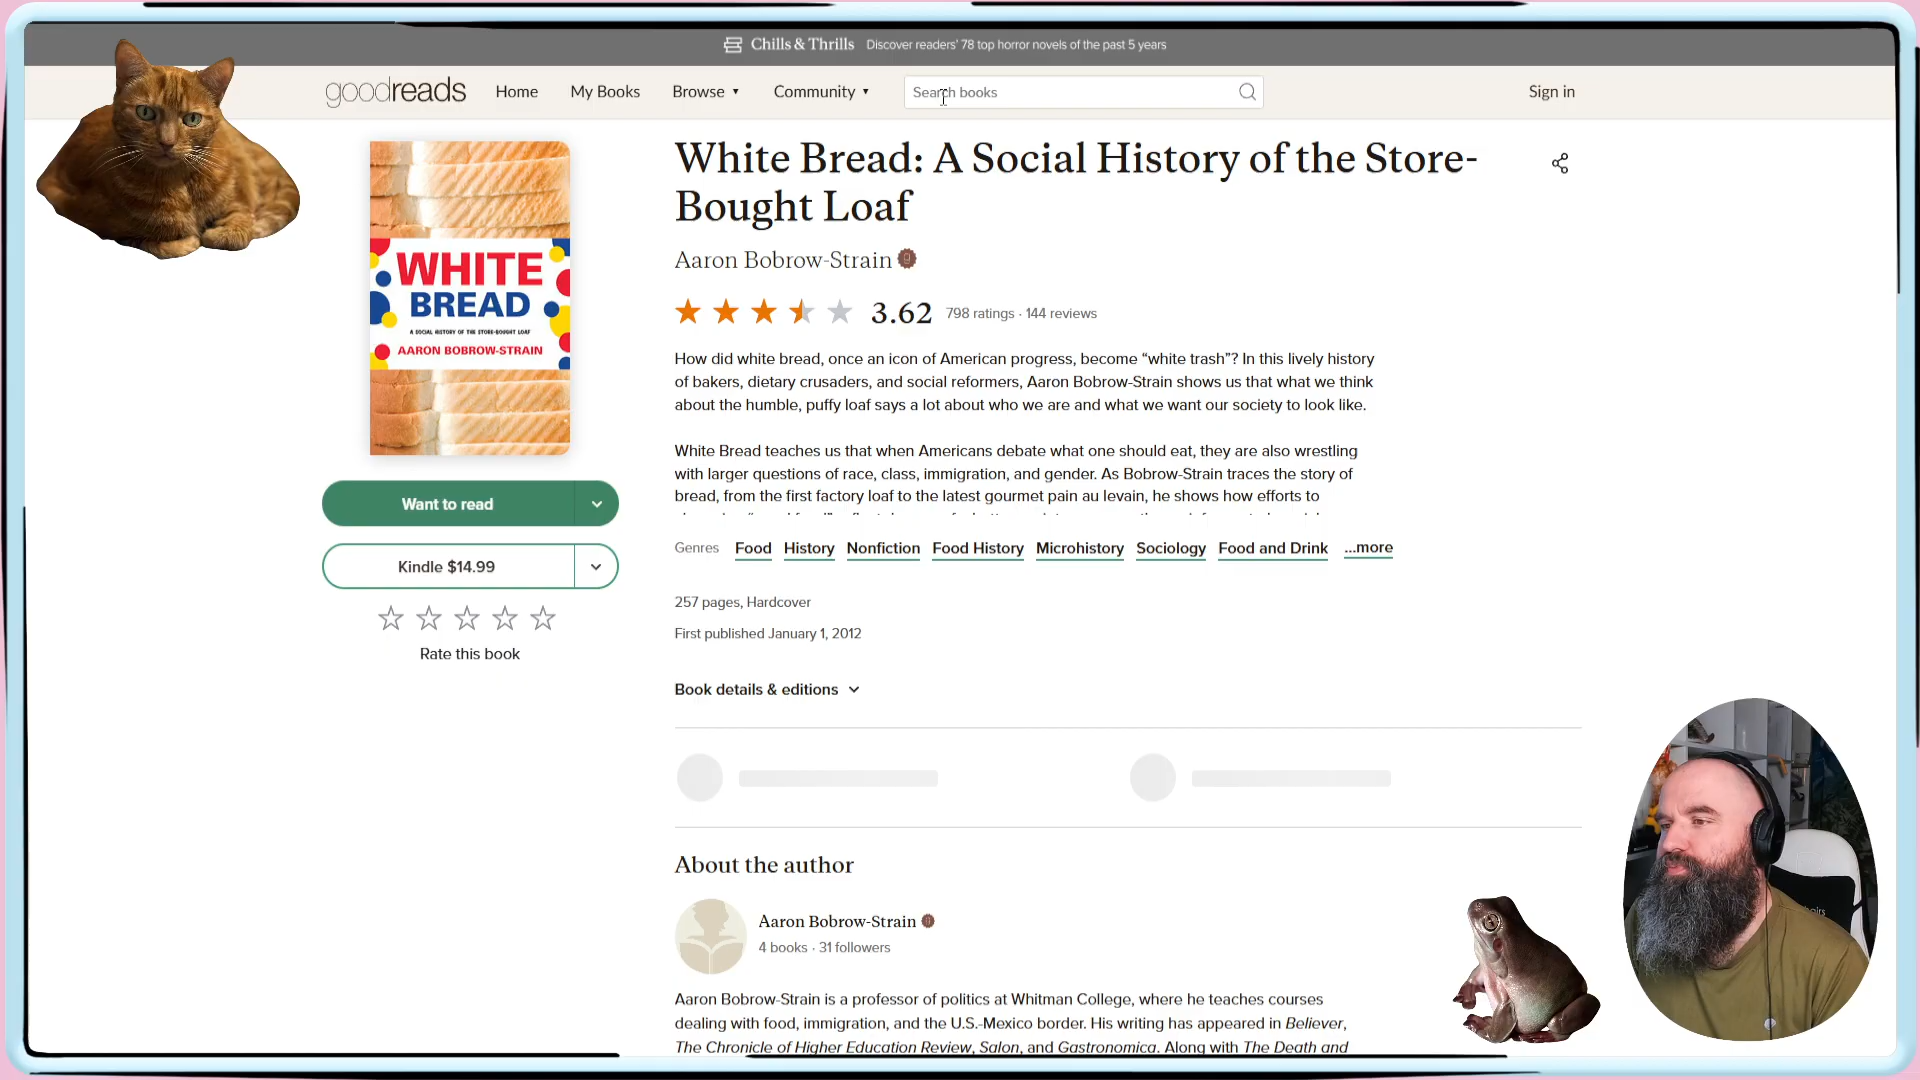 Chills & Thrills Discover readers' 78 top horror novels of the past 5 years
goodreads Home My Books Browse ▼ Community ▼ Search books Sign in
White Bread: A Social History of the Store-
Bought Loaf
Aaron Bobrow-Strain
3.62 798 ratings · 144 reviews
WHITE
BREAD
A SOCIAL HISTORY OF THE STORE-BOUGHT LOAF
AARON BOBROW-STRAIN
How did white bread, once an icon of American progress, become “white trash”? In this lively history
of bakers, dietary crusaders, and social reformers, Aaron Bobrow-Strain shows us that what we think
about the humble, puffy loaf says a lot about who we are and what we want our society to look like.
White Bread teaches us that when Americans debate what one should eat, they are also wrestling
with larger questions of race, class, immigration, and gender. As Bobrow-Strain traces the story of
bread, from the first factory loaf to the latest gourmet pain au levain, he shows how efforts to
Want to read
Kindle $14.99
Rate this book
Genres Food History Nonfiction Food History Microhistory Sociology Food and Drink ...more
257 pages, Hardcover
First published January 1, 2012
Book details & editions
About the author
Aaron Bobrow-Strain
4 books · 31 followers
Aaron Bobrow-Strain is a professor of politics at Whitman College, where he teaches courses
dealing with food, immigration, and the U.S.-Mexico border. His writing has appeared in Believer,
The Chronicle of Higher Education Review, Salon, and Gastronomica. Along with The Death and